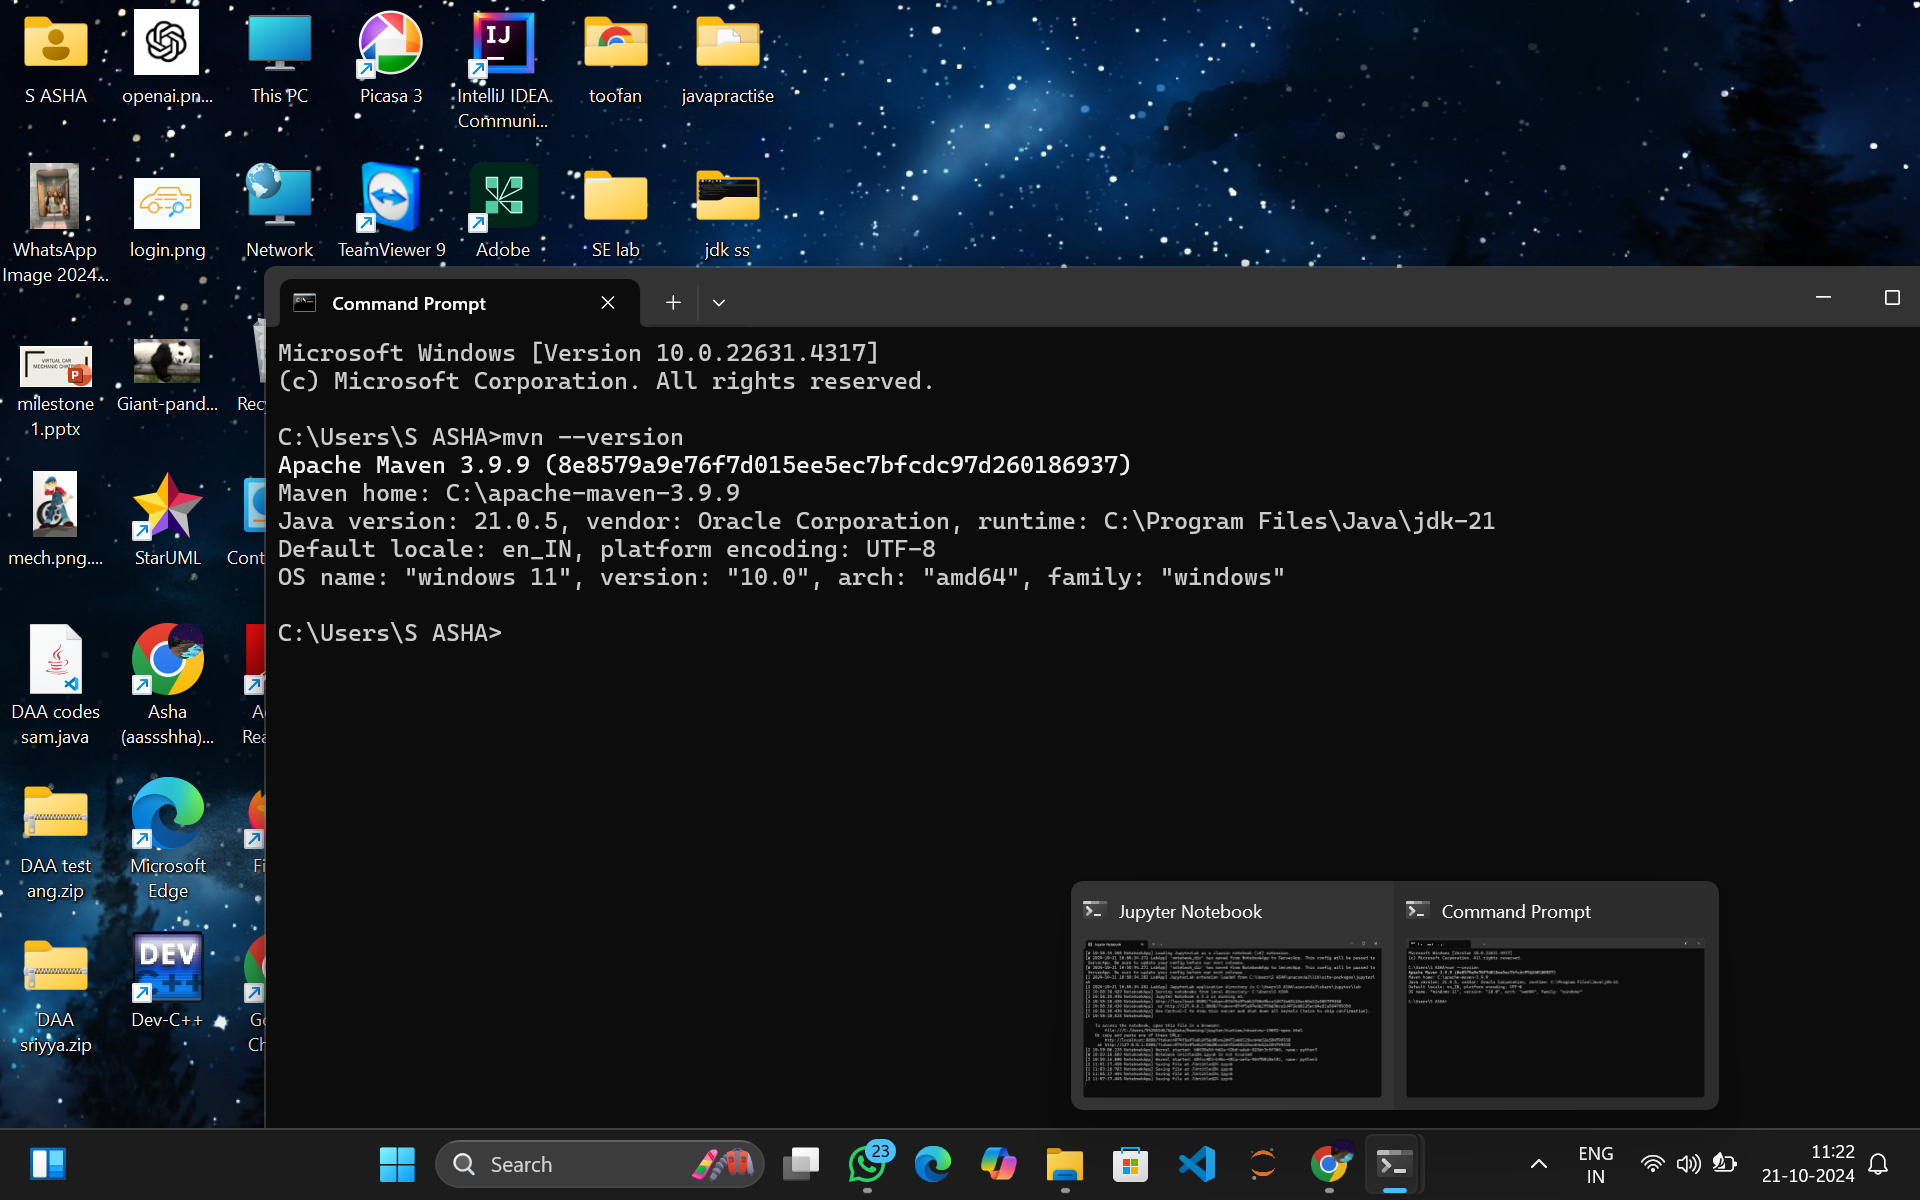 S ASHA
openai.pn...
This PC
Picasa 3
IntelliJ IDEA
Communi...
toofan
javapractise
WhatsApp
Image 2024...
login.png
Network
TeamViewer 9
Adobe
SE lab
jdk ss
milestone
1.pptx
Giant-pand...
mech.png....
StarUML
DAA codes
sam.java
Asha
(aassshha)...
DAA test
ang.zip
Microsoft
Edge
DAA
sriyya.zip
DEV
C++
Dev-C++
VIRTUAL CAR
Command Prompt
Microsoft Windows [Version 10.0.22631.4317]
(c) Microsoft Corporation. All rights reserved.
C:\Users\S ASHA>mvn --version
Apache Maven 3.9.9 (8e8579a9e76f7d015ee5ec7bfcdc97d260186937)
Maven home: C:\apache-maven-3.9.9
Java version: 21.0.5, vendor: Oracle Corporation, runtime: C:\Program Files\Java\jdk-21
Default locale: en_IN, platform encoding: UTF-8
OS name: "windows 11", version: "10.0", arch: "amd64", family: "windows"
C:\Users\S ASHA>
Jupyter Notebook
Command Prompt
Search
23
ENG
IN
11:22
21-10-2024